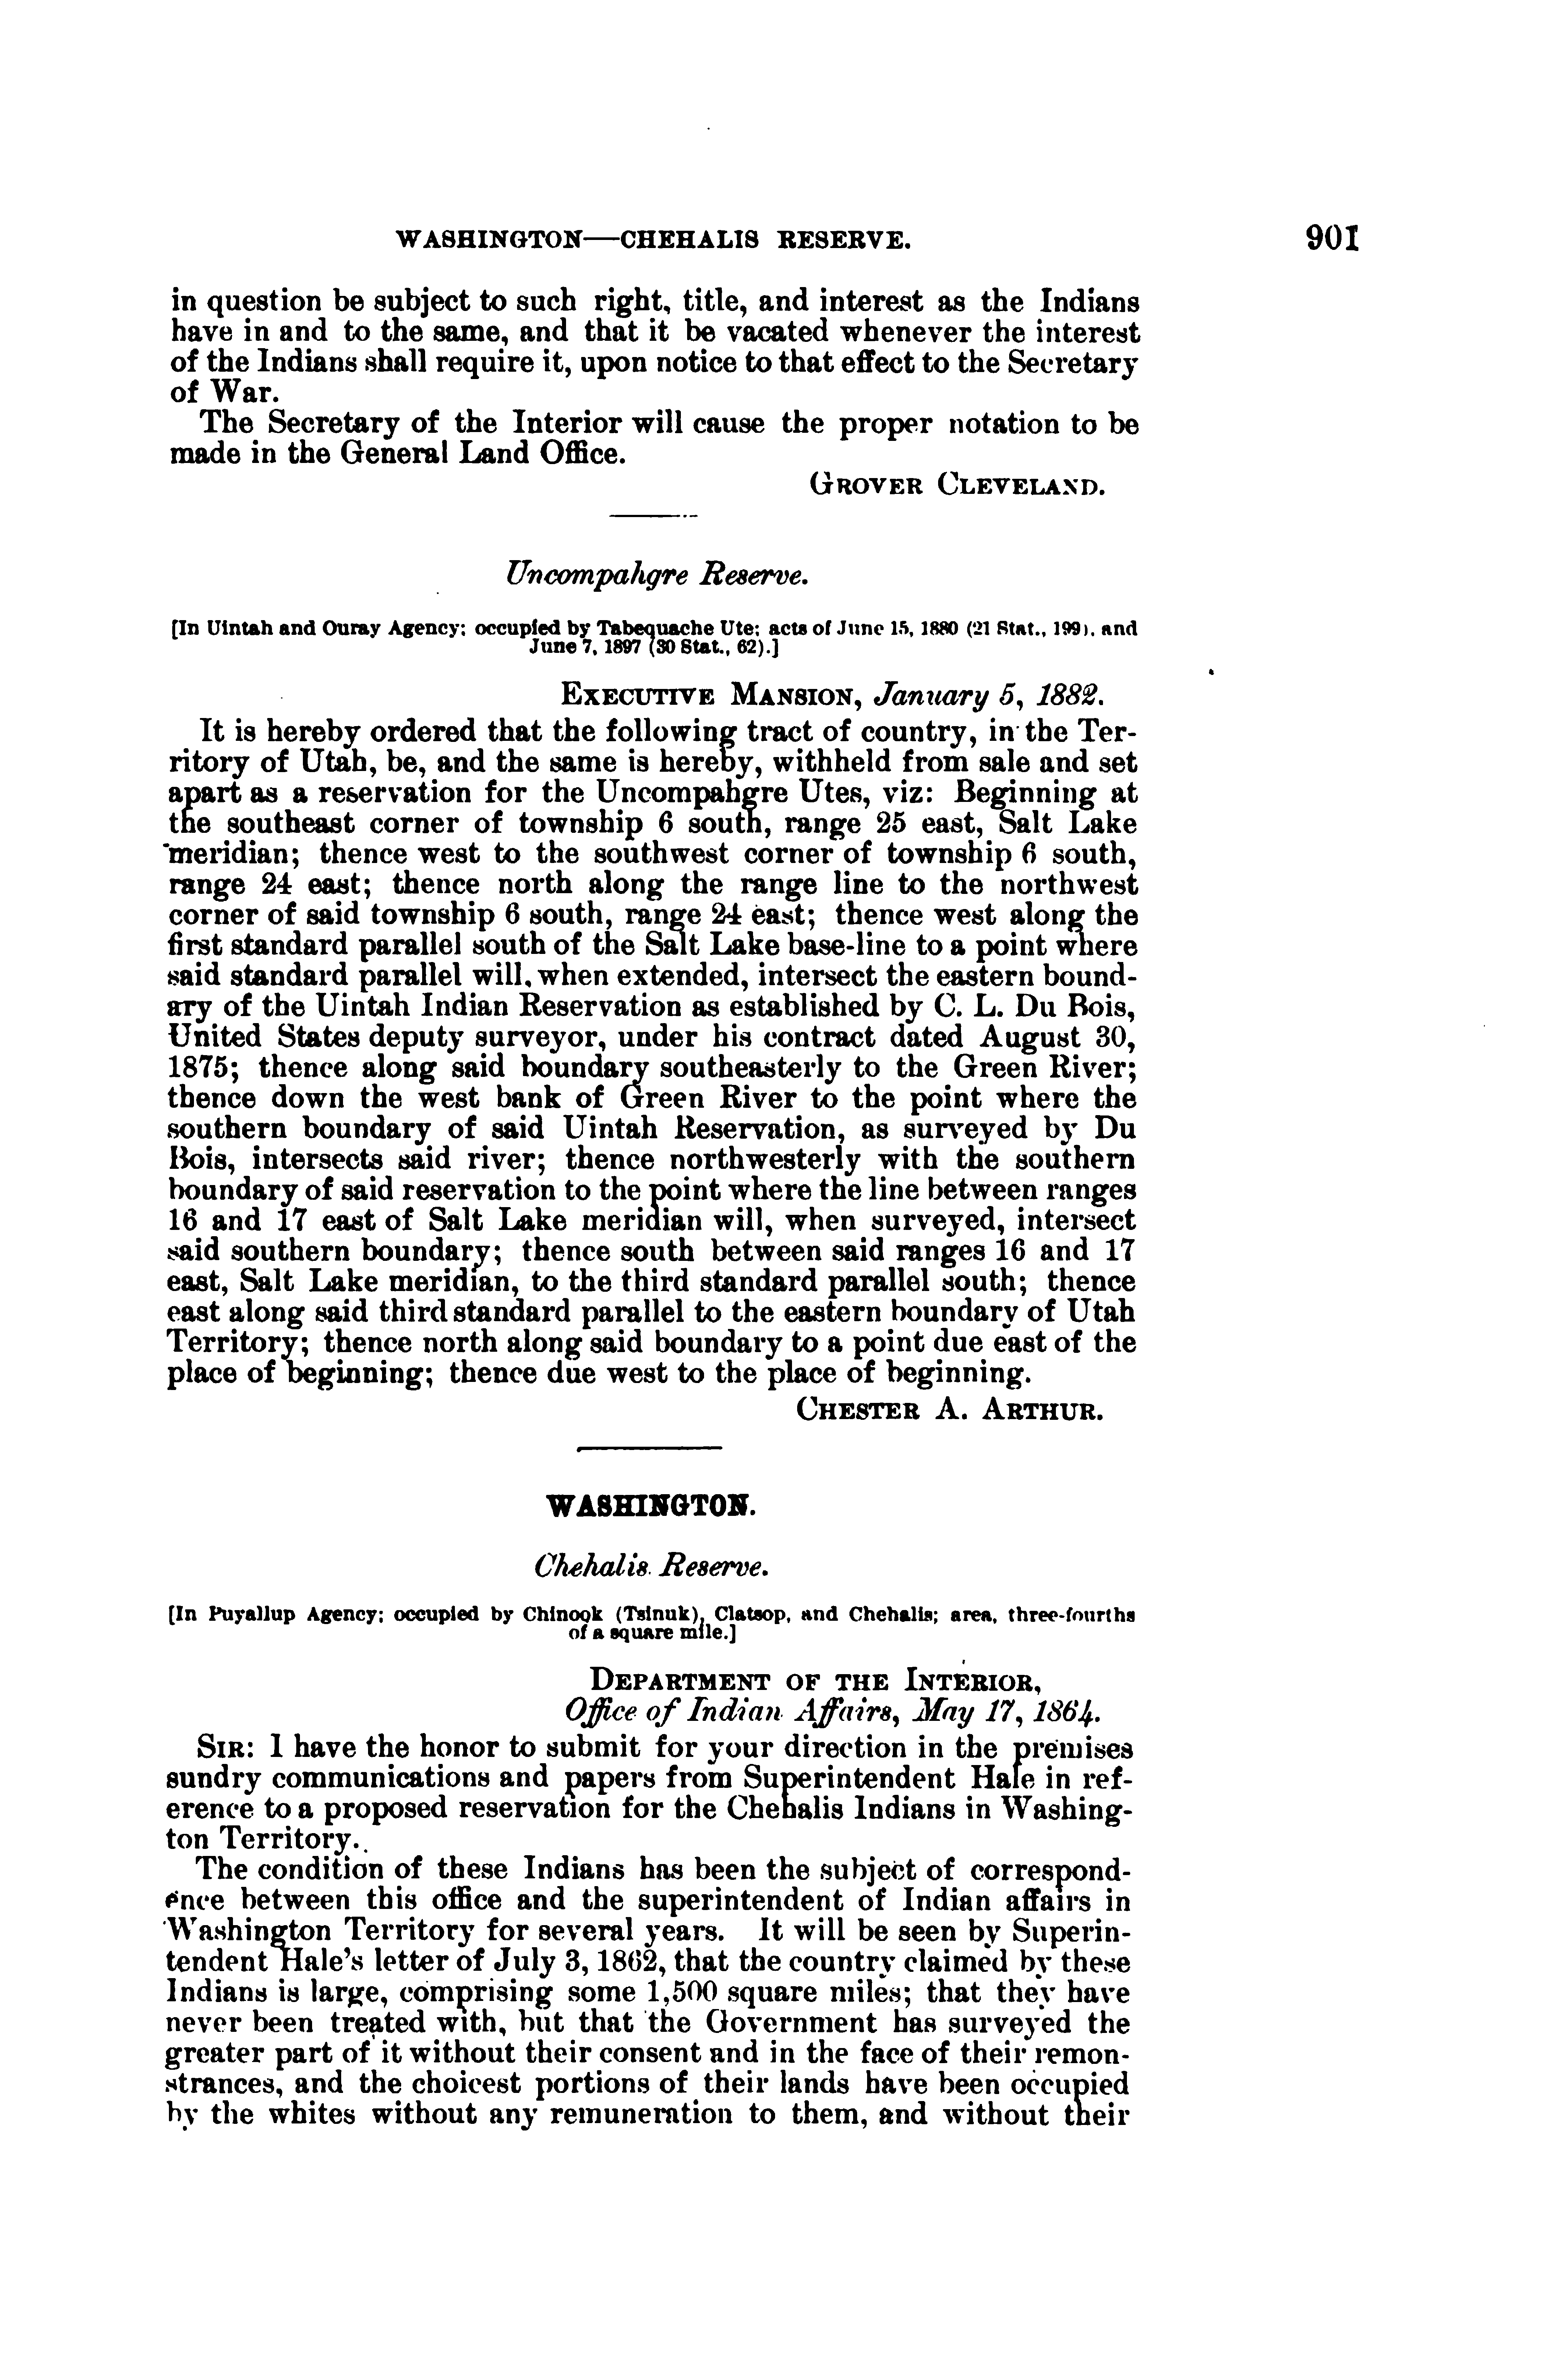 WASHINGTON—CHEHALIS RESERVE. 901
in question be subject to such right, title, and interest as the Indians
have in and to the same, and that it be vacated whenever the interest
of the Indians shall require it, upon notice to that effect to the Secretary
of War.
The Secretary of the Interior will cause the proper notation to be
made in the General Land Office.
GROVER CLEVELAND.
Uncompahgre Reserve.
[In Uintah and Ouray Agency; occupied by Tabequache Ute; acts of June 15, 1880 (21 Stat., 199), and
June 7, 1897 (30 Stat., 62).]
EXECUTIVE MANSION, January 5, 1882.
It is hereby ordered that the following tract of country, in the Ter-
ritory of Utah, be, and the same is hereby, withheld from sale and set
apart as a reservation for the Uncompahgre Utes, viz: Beginning at
the southeast corner of township 6 south, range 25 east, Salt Lake
meridian; thence west to the southwest corner of township 6 south,
range 24 east; thence north along the range line to the northwest
corner of said township 6 south, range 24 east; thence west along the
first standard parallel south of the Salt Lake base-line to a point where
said standard parallel will, when extended, intersect the eastern bound-
ary of the Uintah Indian Reservation as established by C. L. Du Bois,
United States deputy surveyor, under his contract dated August 30,
1875; thence along said boundary southeasterly to the Green River;
thence down the west bank of Green River to the point where the
southern boundary of said Uintah Reservation, as surveyed by Du
Bois, intersects said river; thence northwesterly with the southern
boundary of said reservation to the point where the line between ranges
16 and 17 east of Salt Lake meridian will, when surveyed, intersect
said southern boundary; thence south between said ranges 16 and 17
east, Salt Lake meridian, to the third standard parallel south; thence
east along said third standard parallel to the eastern boundary of Utah
Territory; thence north along said boundary to a point due east of the
place of beginning; thence due west to the place of beginning.
CHESTER A. ARTHUR.
WASHINGTON.
Chehalis Reserve.
[In Puyallup Agency; occupied by Chinook (Tsinuk), Clatsop, and Chehalis; area, three-fourths
of a square mile.]
DEPARTMENT OF THE INTERIOR,
Office of Indian Affairs, May 17, 1864.
SIR: I have the honor to submit for your direction in the premises
sundry communications and papers from Superintendent Hale in ref-
erence to a proposed reservation for the Chehalis Indians in Washing-
ton Territory.
The condition of these Indians has been the subject of correspond-
ence between this office and the superintendent of Indian affairs in
Washington Territory for several years. It will be seen by Superin-
tendent Hale's letter of July 3, 1862, that the country claimed by these
Indians is large, comprising some 1,500 square miles; that they have
never been treated with, but that the Government has surveyed the
greater part of it without their consent and in the face of their remon-
strances, and the choicest portions of their lands have been occupied
by the whites without any remuneration to them, and without their